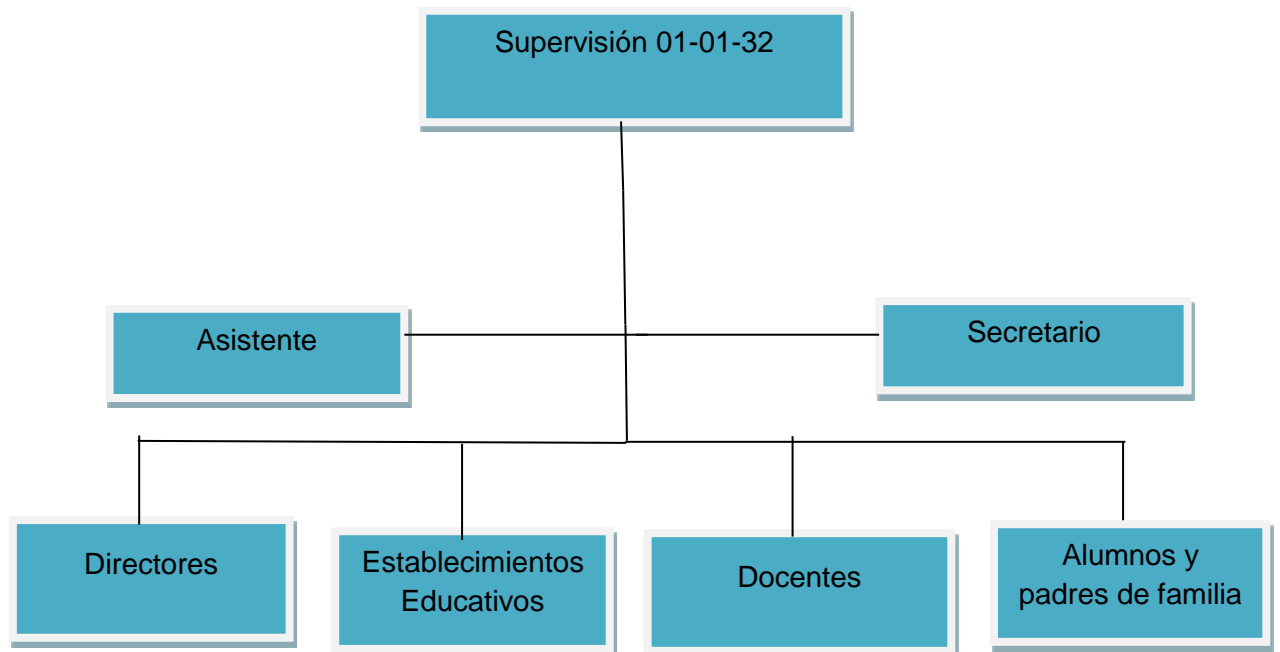 Supervisión 01-01-32
Asistente
Secretario
Directores
Establecimientos
Educativos
Docentes
Alumnos y
padres de familia